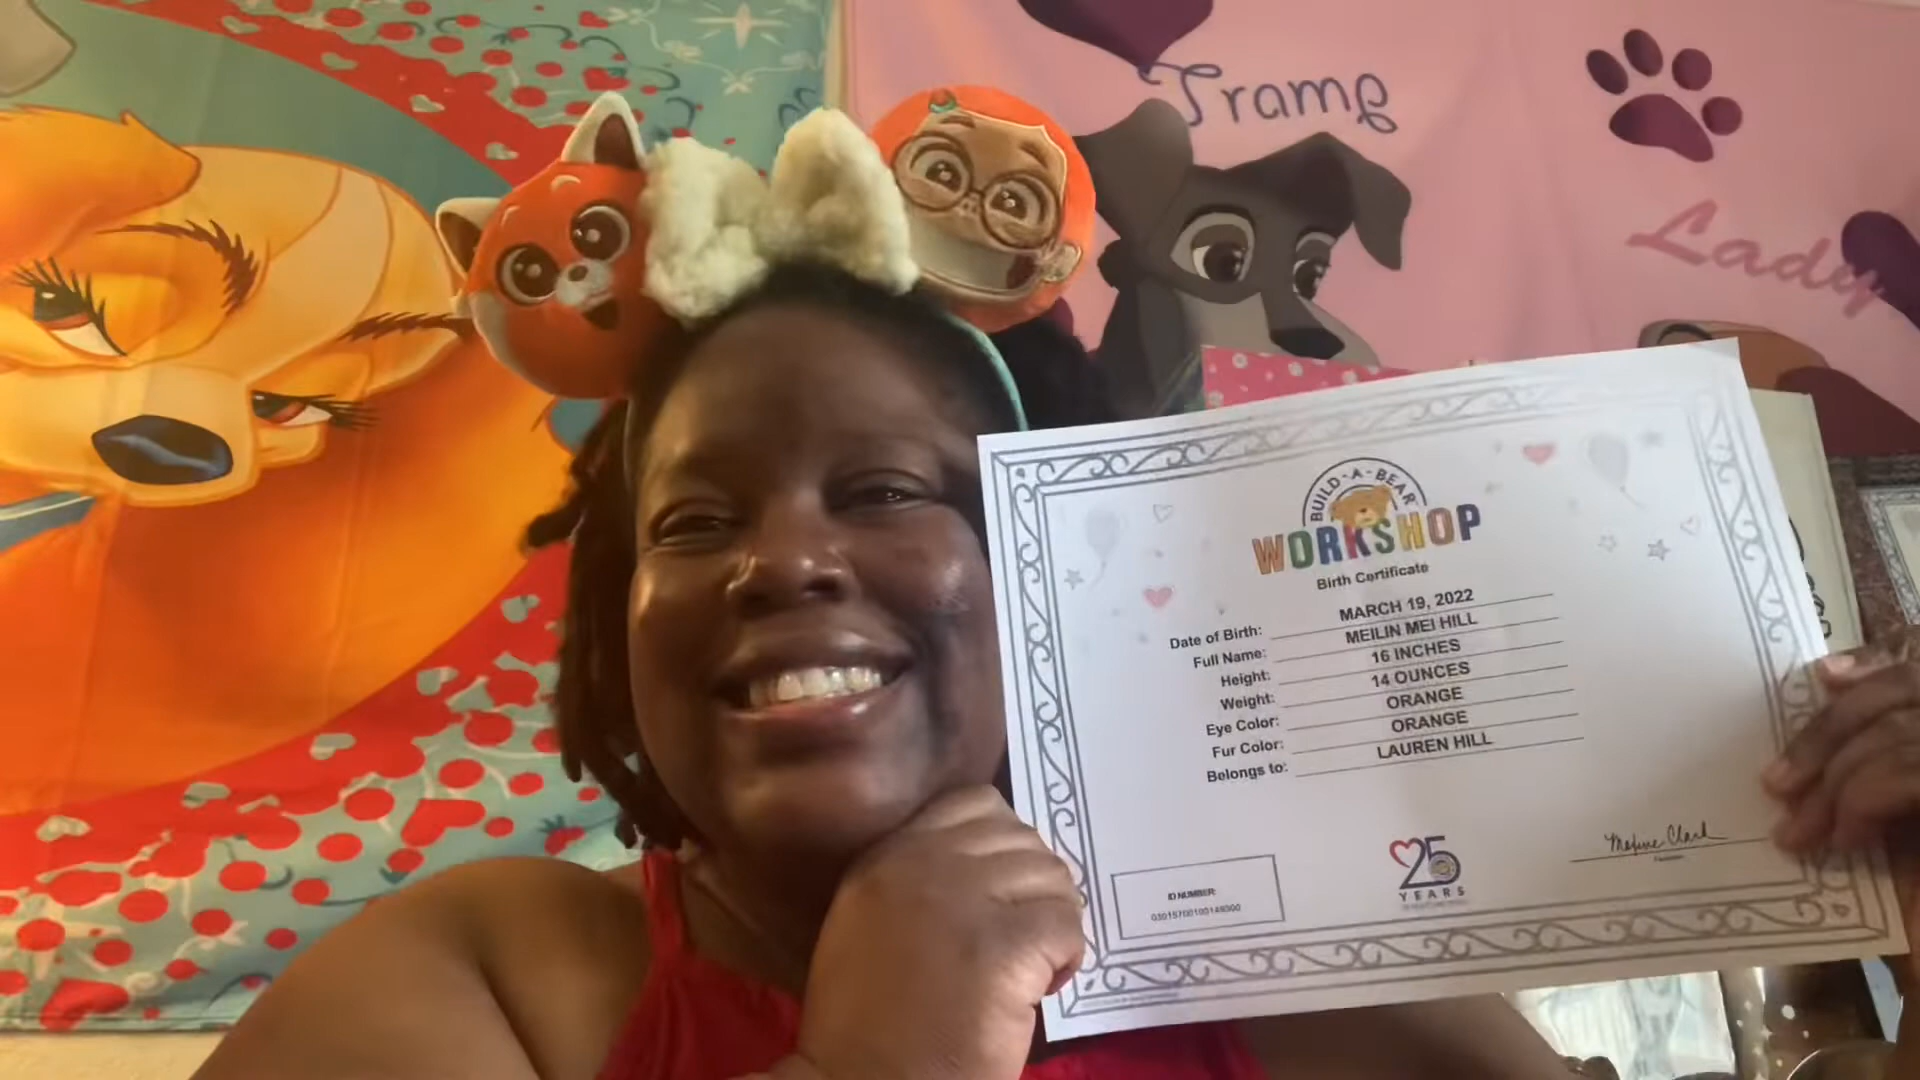 Tramp
Lady
BUILD-A-BEAR
WORKSHOP
Birth Certificate
Date of Birth: MARCH 19, 2022
Full Name: MEILIN MEI HILL
Height: 16 INCHES
Weight: 14 OUNCES
Eye Color: ORANGE
Fur Color: ORANGE
Belongs to: LAUREN HILL
25
YEARS
Maxine Clark
ID NUMBER: